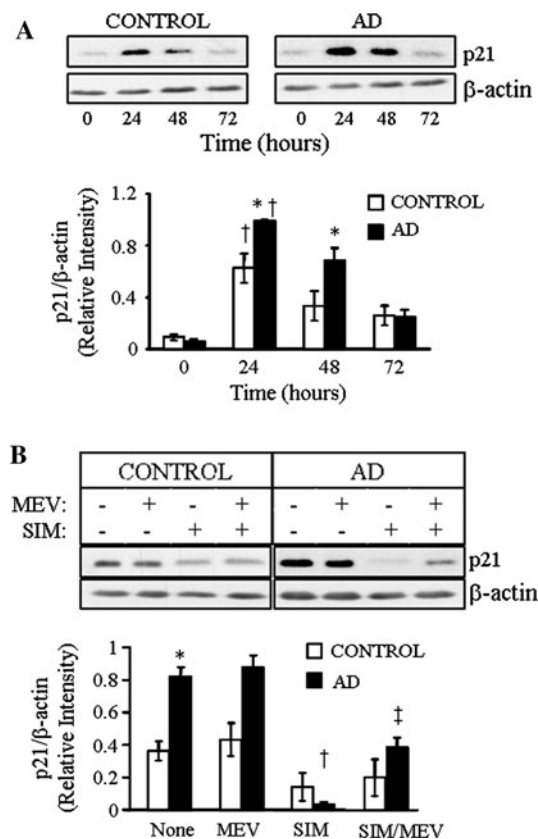 A
CONTROL AD
p21
β-actin
0 24 48 72 0 24 48 72
Time (hours)
p21/β-actin
(Relative Intensity)
1.2
0.8
0.4
0
CONTROL
AD
† *† *
0 24 48 72
Time (hours)
B
CONTROL AD
MEV: - + - + - + - +
SIM: - - + + - - + +
p21
β-actin
p21/β-actin
(Relative Intensity)
1
0.8
0.6
0.4
0.2
0
CONTROL
AD
* † ‡
None MEV SIM SIM/MEV